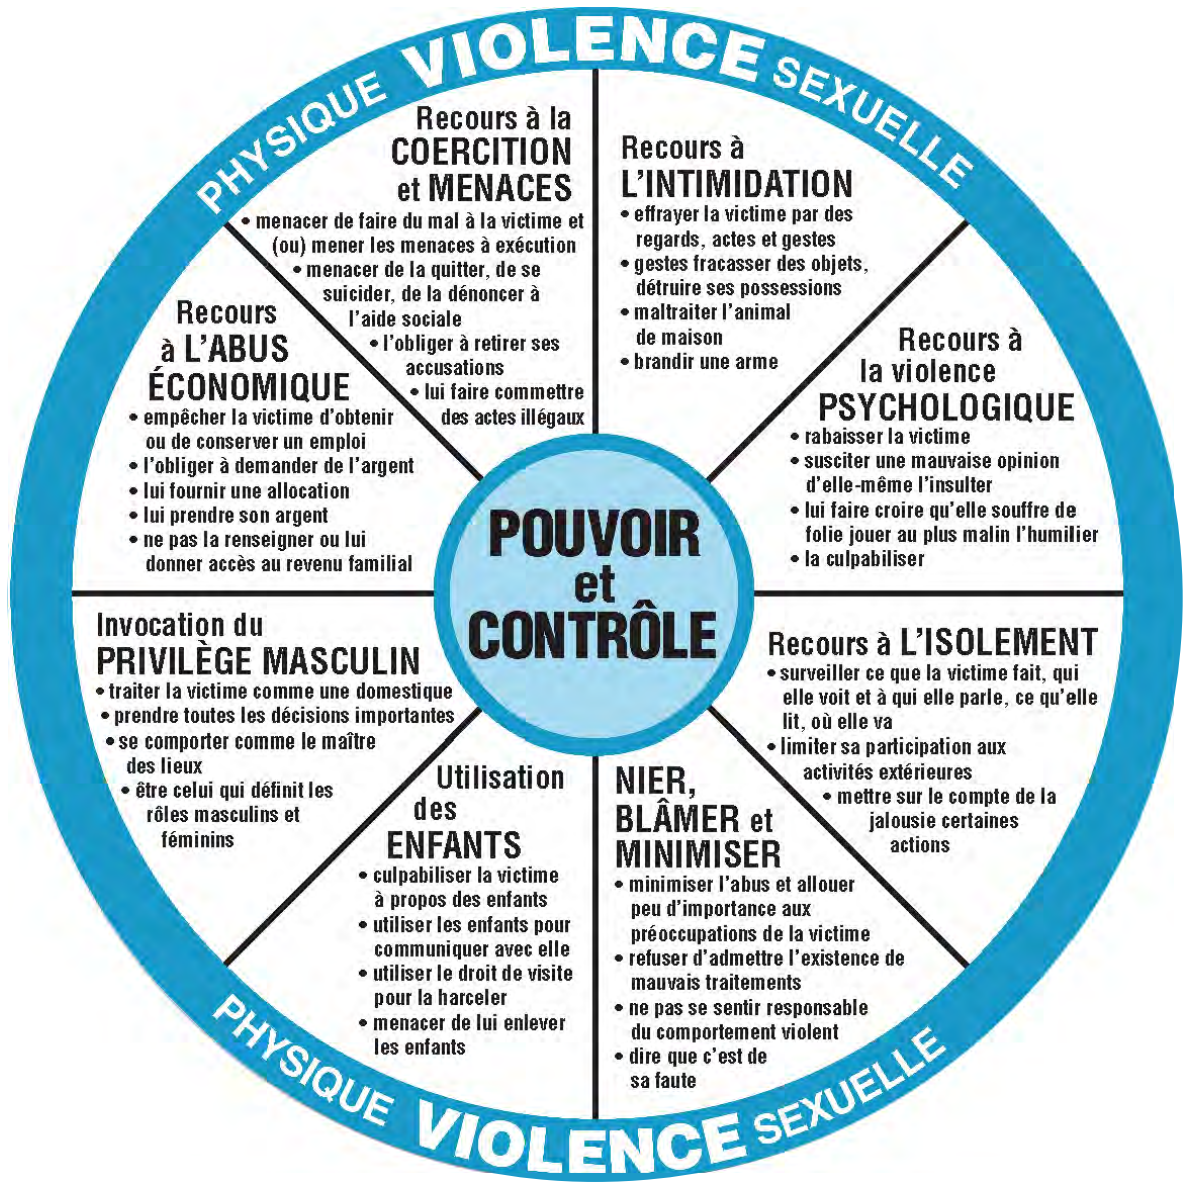 PHYSIQUE VIOLENCE SEXUELLE
Recours à la
COERCITION
et MENACES
• menacer de faire du mal à la victime et
(ou) mener les menaces à exécution
• menacer de la quitter, de se
suicider, de la dénoncer à
l'aide sociale
• l'obliger à retirer ses
accusations
• lui faire commettre
des actes illégaux
Recours à
L'INTIMIDATION
• effrayer la victime par des
regards, actes et gestes
• gestes fracasser des objets,
détruire ses possessions
• maltraiter l'animal
de maison
• brandir une arme
Recours à
la violence
PSYCHOLOGIQUE
• rabaisser la victime
• susciter une mauvaise opinion
d'elle-même l'insulter
• lui faire croire qu'elle souffre de
folie jouer au plus malin l'humilier
• la culpabiliser
Recours à L'ISOLEMENT
• surveiller ce que la victime fait, qui
elle voit et à qui elle parle, ce qu'elle
lit, où elle va
• limiter sa participation aux
activités extérieures
• mettre sur le compte de la
jalousie certaines
actions
NIER,
BLÂMER et
MINIMISER
• minimiser l'abus et allouer
peu d'importance aux
préoccupations de la victime
• refuser d'admettre l'existence de
mauvais traitements
• ne pas se sentir responsable
du comportement violent
• dire que c'est de
sa faute
Utilisation
des
ENFANTS
• culpabiliser la victime
à propos des enfants
• utiliser les enfants pour
communiquer avec elle
• utiliser le droit de visite
pour la harceler
• menacer de lui enlever
les enfants
Invocation du
PRIVILÈGE MASCULIN
• traiter la victime comme une domestique
• prendre toutes les décisions importantes
• se comporter comme le maître
des lieux
• être celui qui définit les
rôles masculins et
féminins
Recours
à L'ABUS
ÉCONOMIQUE
• empêcher la victime d'obtenir
ou de conserver un emploi
• l'obliger à demander de l'argent
• lui fournir une allocation
• lui prendre son argent
• ne pas la renseigner ou lui
donner accès au revenu familial
POUVOIR
et
CONTRÔLE
PHYSIQUE VIOLENCE SEXUELLE